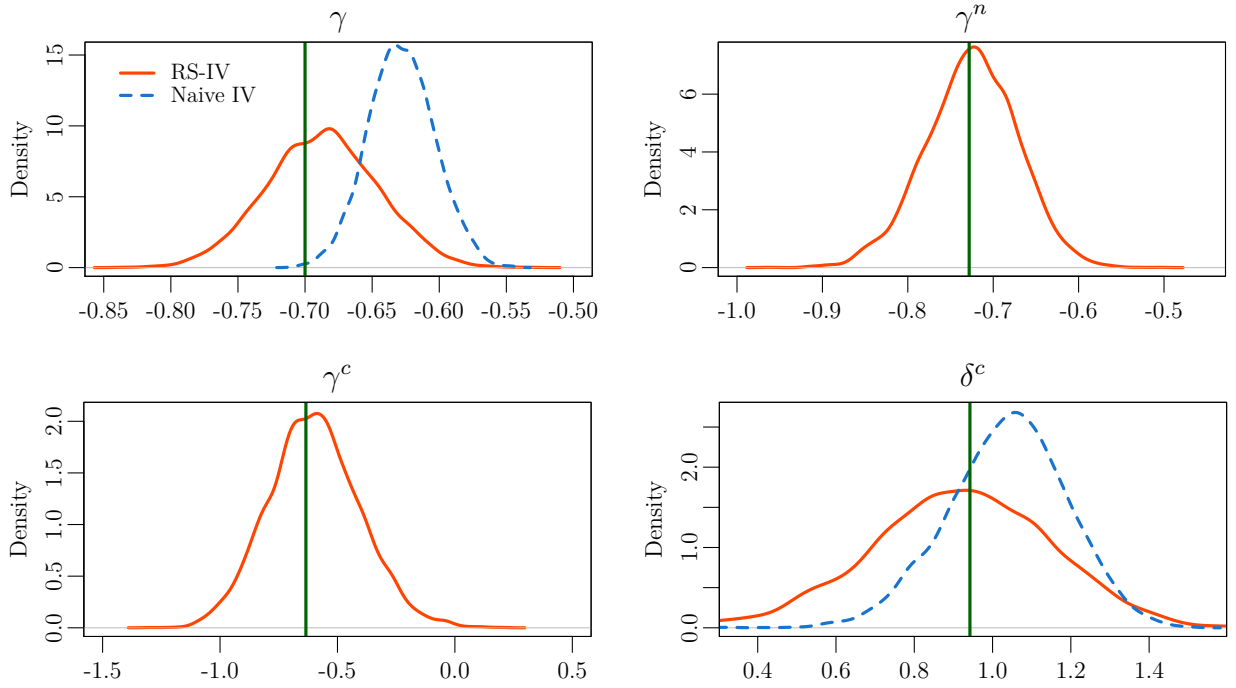 γ
γⁿ
RS-IV
Naive IV
Density
0 5 10 15
-0.85 -0.80 -0.75 -0.70 -0.65 -0.60 -0.55 -0.50
Density
0 2 4 6
-1.0 -0.9 -0.8 -0.7 -0.6 -0.5
γᶜ
δᶜ
Density
0.0 0.5 1.0 1.5 2.0
-1.5 -1.0 -0.5 0.0 0.5
Density
0.0 1.0 2.0
0.4 0.6 0.8 1.0 1.2 1.4